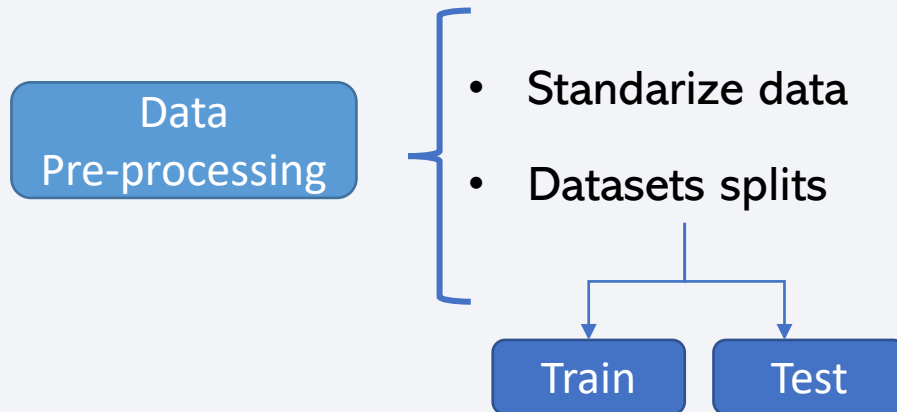 Data
Pre-processing
• Standarize data
• Datasets splits
Train
Test